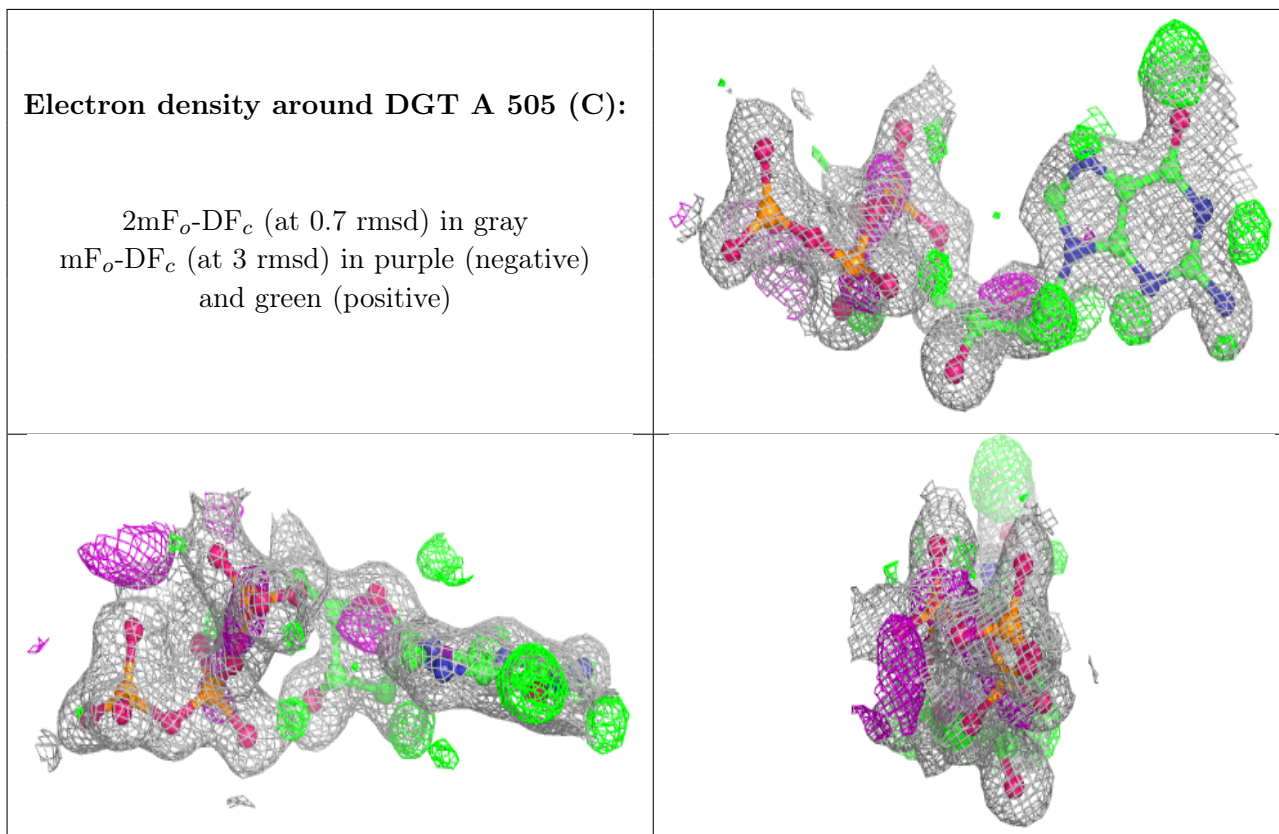 Electron density around DGT A 505 (C):
2mFo-DFc (at 0.7 rmsd) in gray
mFo-DFc (at 3 rmsd) in purple (negative)
and green (positive)